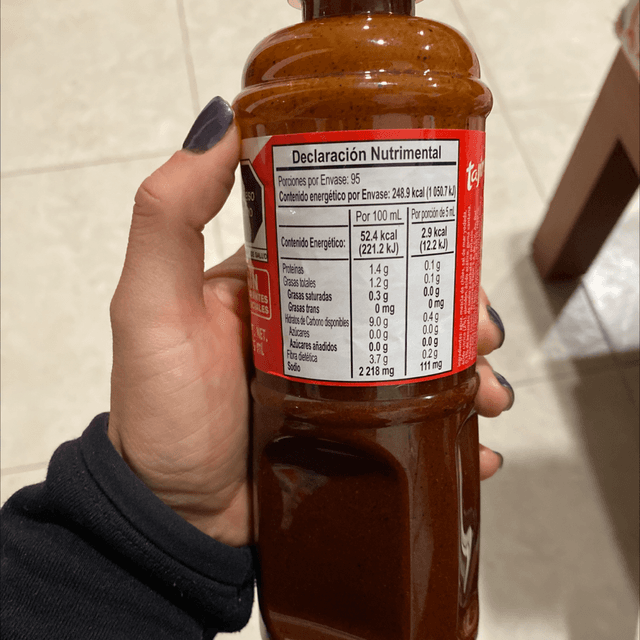 Declaración Nutrimental
Porciones por Envase: 95
Contenido energético por Envase: 248.9 kcal (1 050.7 kJ)
Por 100 mL Por porción de 5 mL
Contenido Energético: 52.4 kcal (221.2 kJ) 2.9 kcal (12.2 kJ)
Proteínas 1.4 g 0.1 g
Grasas totales 1.2 g 0.1 g
Grasas saturadas 0.3 g 0.0 g
Grasas trans 0 mg 0 mg
Hidratos de Carbono disponibles 9.0 g 0.4 g
Azúcares 0.0 g 0.0 g
Azúcares añadidos 0.0 g 0.0 g
Fibra dietética 3.7 g 0.2 g
Sodio 2 218 mg 111 mg